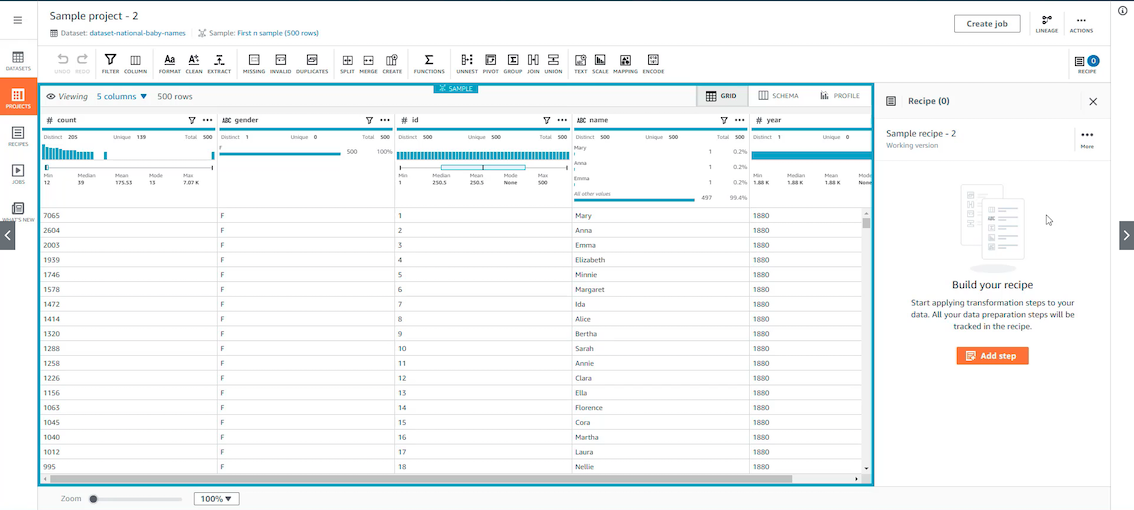 Sample project - 2
Dataset: dataset-national-baby-names Sample: First n sample (500 rows)
Create job
LINEAGE
ACTIONS
DATASETS
PROJECTS
RECIPES
JOBS
WHAT'S NEW
UNDO REDO FILTER COLUMN FORMAT CLEAN EXTRACT MISSING INVALID DUPLICATES SPLIT MERGE CREATE FUNCTIONS UNNEST PIVOT GROUP JOIN UNION TEXT SCALE MAPPING ENCODE
0
RECIPE
SAMPLE
Viewing 5 columns 500 rows
GRID SCHEMA PROFILE
# count ABC gender # id ABC name # year
Distinct 205 Unique 139 Total 500 Distinct 1 Unique 0 Total 500 Distinct 500 Unique 500 Total 500 Distinct 500 Unique 500 Total 500 Distinct 1 Unique 0
F 500 100%
Mary 1 0.2%
Anna 1 0.2%
Emma 1 0.2%
All other values 497 99.4%
Min Median Mean Mode Max
12 39 175.53 13 7.07 K
Min Median Mean Mode Max
1 250.5 250.5 None 500
Min Median Mean Mode
1.88 K 1.88 K 1.88 K None
7065 F 1 Mary 1880
2604 F 2 Anna 1880
2003 F 3 Emma 1880
1939 F 4 Elizabeth 1880
1746 F 5 Minnie 1880
1578 F 6 Margaret 1880
1472 F 7 Ida 1880
1414 F 8 Alice 1880
1320 F 9 Bertha 1880
1288 F 10 Sarah 1880
1258 F 11 Annie 1880
1226 F 12 Clara 1880
1156 F 13 Ella 1880
1063 F 14 Florence 1880
1045 F 15 Cora 1880
1040 F 16 Martha 1880
1012 F 17 Laura 1880
995 F 18 Nellie 1880
Zoom 100%
Recipe (0)
Sample recipe - 2
Working version
More
Build your recipe
Start applying transformation steps to your
data. All your data preparation steps will be
tracked in the recipe.
Add step